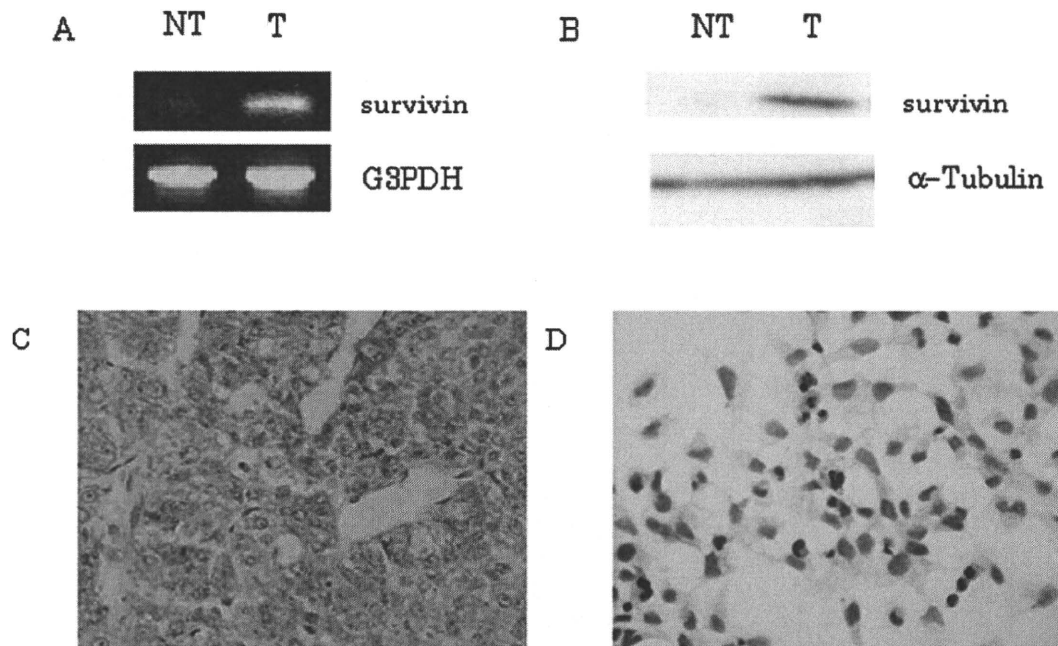 A NT T
survivin
G3PDH
B NT T
survivin
α-Tubulin
C
D